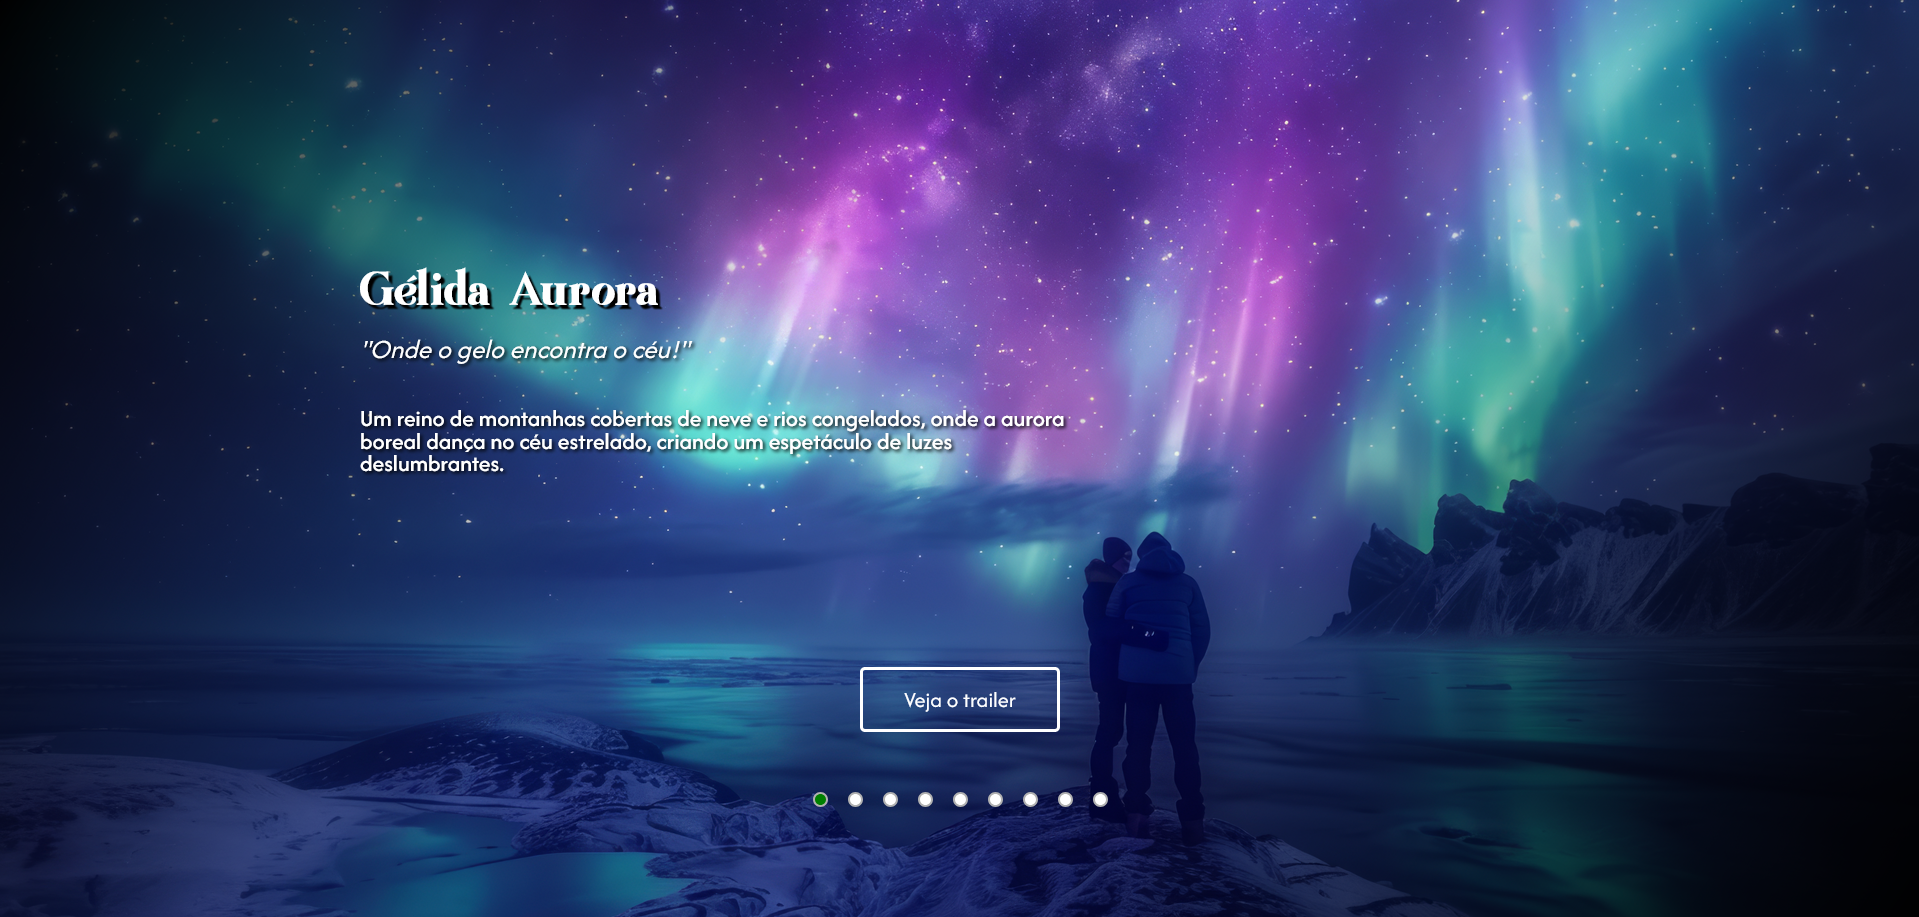 Gélida Aurora
"Onde o gelo encontra o céu!"
Um reino de montanhas cobertas de neve e rios congelados, onde a aurora
boreal dança no céu estrelado, criando um espetáculo de luzes
deslumbrantes.
Veja o trailer